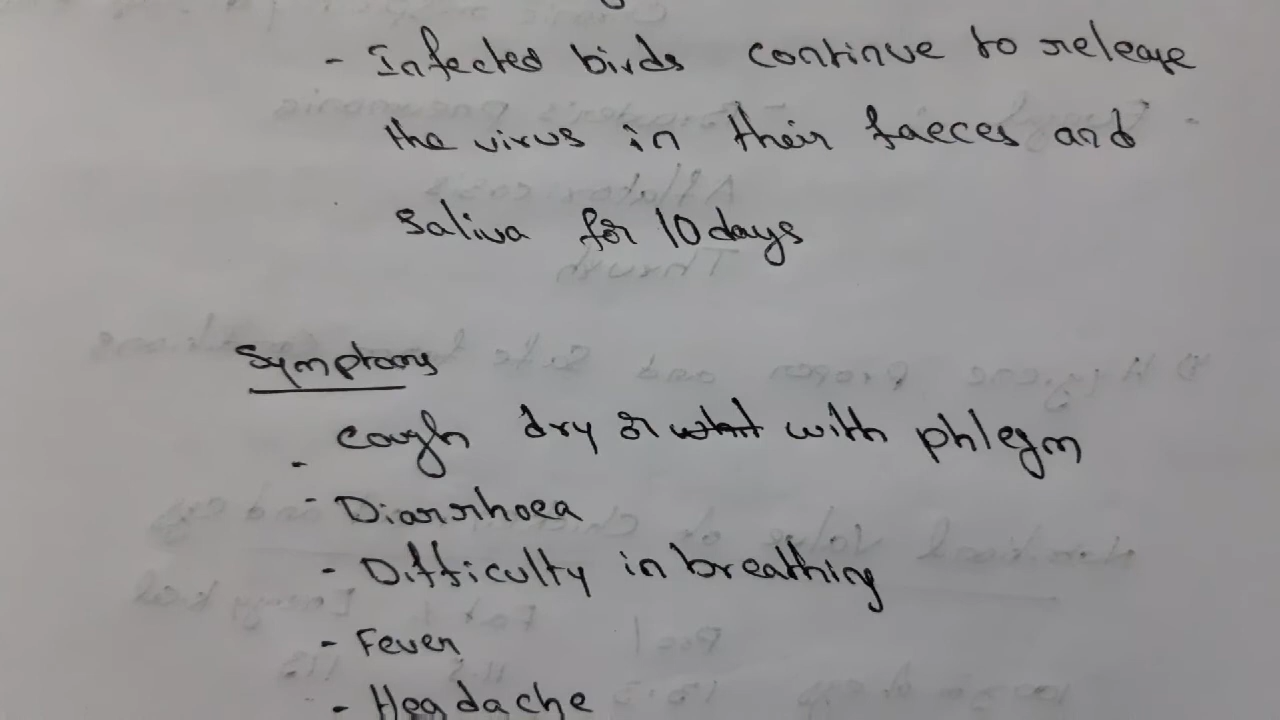 - Infected birds continue to release
the virus in their faeces and
saliva for 10 days
Symptoms
- cough dry or what with phlegm
- Diarrhoea
- Difficulty in breathing
- Fever
- Headache